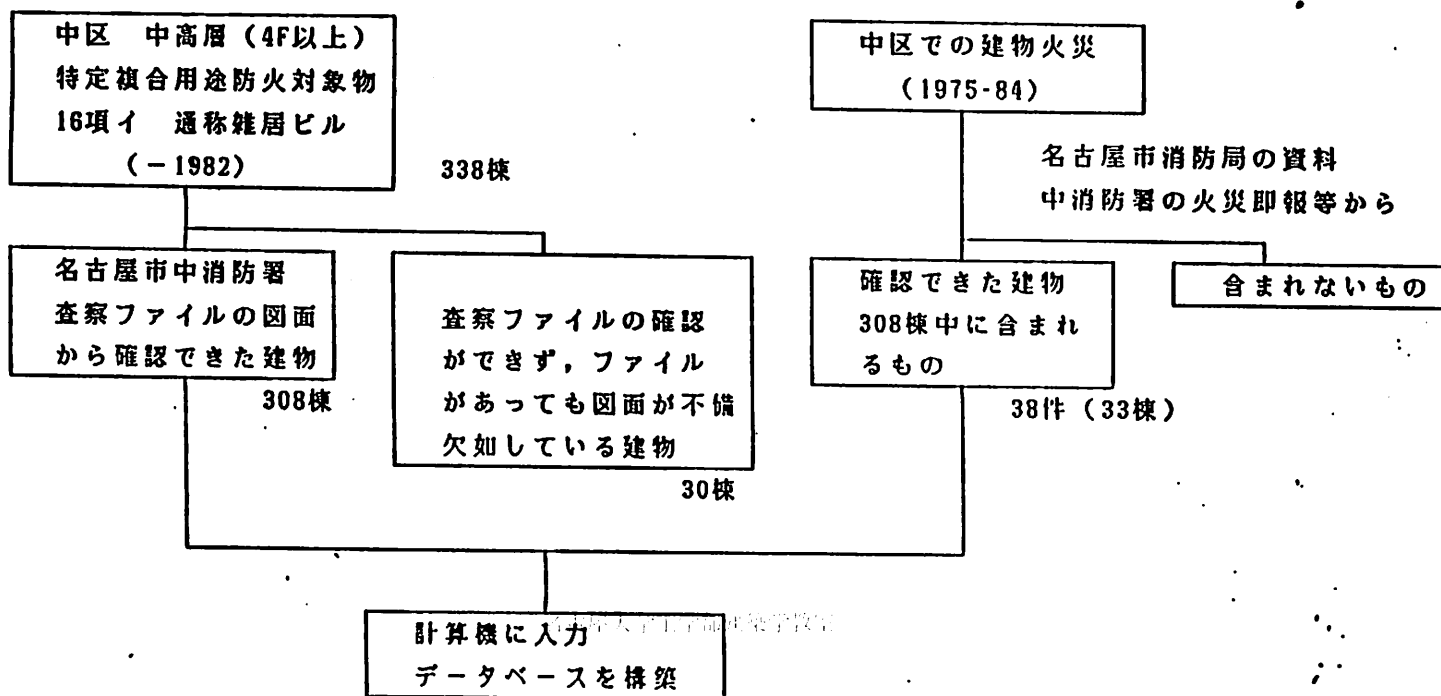 中区　中高層（4F以上）
特定複合用途防火対象物
16項イ　通称雑居ビル
（－1982）
338棟
中区での建物火災
（1975-84）
名古屋市消防局の資料
中消防署の火災即報等から
名古屋市中消防署
査察ファイルの図面
から確認できた建物
308棟
査察ファイルの確認
ができず，ファイル
があっても図面が不備
欠如している建物
30棟
確認できた建物
308棟中に含まれ
るもの
38件（33棟）
含まれないもの
計算機に入力
データベースを構築